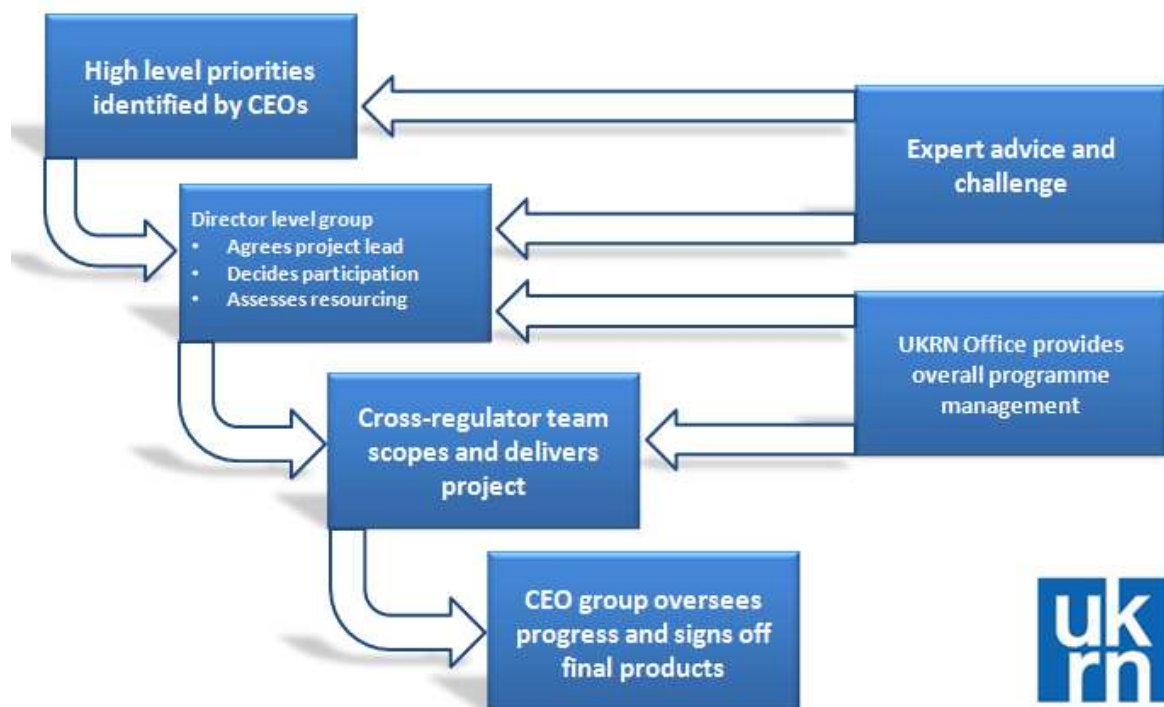 High level priorities
identified by CEOs
Expert advice and
challenge
Director level group
• Agrees project lead
• Decides participation
• Assesses resourcing
UKRN Office provides
overall programme
management
Cross-regulator team
scopes and delivers
project
CEO group oversees
progress and signs off
final products
uk
rn